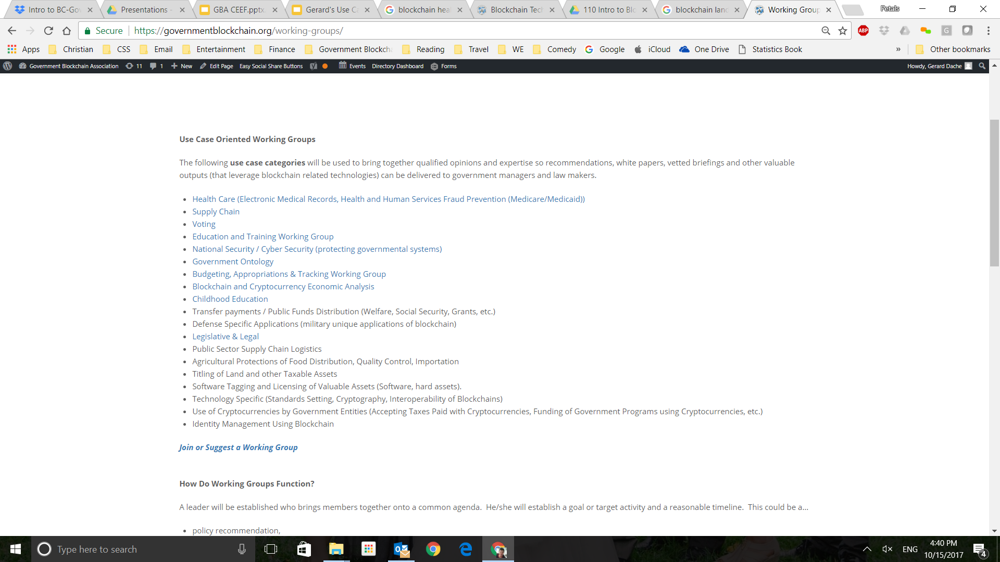 Intro to BC-Gov
Presentations -
GBA CEEF.pptx
Gerard's Use Ca
blockchain heal
Blockchain Tech
110 Intro to Blo
blockchain land
Working Group
Petals
Secure
https://governmentblockchain.org/working-groups/
ABP
G
Apps
Christian
CSS
Email
Entertainment
Finance
Government Blockcha
Reading
Travel
WE
Comedy
Google
iCloud
One Drive
Statistics Book
»
Other bookmarks
Government Blockchain Association
11
1
New
Edit Page
Easy Social Share Buttons
Events
Directory Dashboard
Forms
Howdy, Gerard Dache
Use Case Oriented Working Groups
The following use case categories will be used to bring together qualified opinions and expertise so recommendations, white papers, vetted briefings and other valuable
outputs (that leverage blockchain related technologies) can be delivered to government managers and law makers.
• Health Care (Electronic Medical Records, Health and Human Services Fraud Prevention (Medicare/Medicaid))
• Supply Chain
• Voting
• Education and Training Working Group
• National Security / Cyber Security (protecting governmental systems)
• Government Ontology
• Budgeting, Appropriations & Tracking Working Group
• Blockchain and Cryptocurrency Economic Analysis
• Childhood Education
• Transfer payments / Public Funds Distribution (Welfare, Social Security, Grants, etc.)
• Defense Specific Applications (military unique applications of blockchain)
• Legislative & Legal
• Public Sector Supply Chain Logistics
• Agricultural Protections of Food Distribution, Quality Control, Importation
• Titling of Land and other Taxable Assets
• Software Tagging and Licensing of Valuable Assets (Software, hard assets).
• Technology Specific (Standards Setting, Cryptography, Interoperability of Blockchains)
• Use of Cryptocurrencies by Government Entities (Accepting Taxes Paid with Cryptocurrencies, Funding of Government Programs using Cryptocurrencies, etc.)
• Identity Management Using Blockchain
Join or Suggest a Working Group
How Do Working Groups Function?
A leader will be established who brings members together onto a common agenda.  He/she will establish a goal or target activity and a reasonable timeline.  This could be a...
• policy recommendation,
Type here to search
ENG
4:40 PM
10/15/2017
4